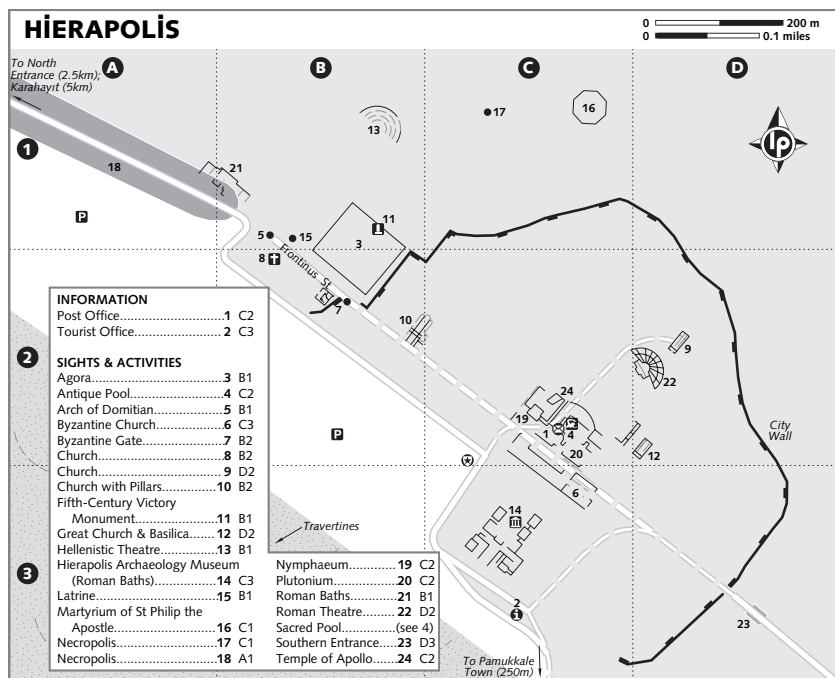 HİERAPOLİS
0 200 m
0 0.1 miles
To North
Entrance (2.5km);
Karahayıt (5km)
A
B
C
D
1
2
3
lp
13
17
16
18
21
P
5
15
11
3
8
Frontinus St
7
10
9
22
24
19
1
4
20
12
City
Wall
P
6
14
Travertines
2
i
23
To Pamukkale
Town (250m)
INFORMATION
Post Office..............................1 C2
Tourist Office..........................2 C3
SIGHTS & ACTIVITIES
Agora.....................................3 B1
Antique Pool..........................4 C2
Arch of Domitian...................5 B1
Byzantine Church...................6 C3
Byzantine Gate......................7 B2
Church...................................8 B2
Church...................................9 D2
Church with Pillars...............10 B2
Fifth-Century Victory
Monument.......................11 B1
Great Church & Basilica........12 D2
Hellenistic Theatre................13 B1
Hierapolis Archaeology Museum
(Roman Baths).................14 C3
Latrine..................................15 B1
Martyrium of St Philip the
Apostle............................16 C1
Necropolis............................17 C1
Necropolis............................18 A1
Nymphaeum.............19 C2
Plutonium.................20 C2
Roman Baths.............21 B1
Roman Theatre.........22 D2
Sacred Pool..............(see 4)
Southern Entrance.....23 D3
Temple of Apollo.......24 C2